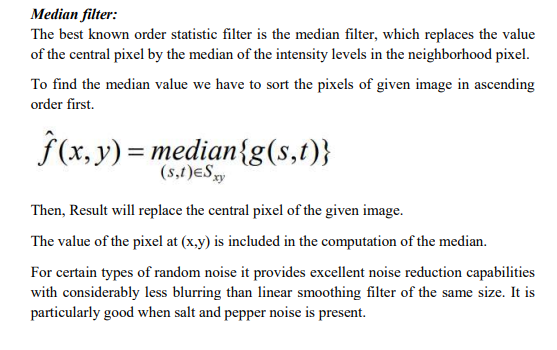 Median filter:
The best known order statistic filter is the median filter, which replaces the value
of the central pixel by the median of the intensity levels in the neighborhood pixel.
To find the median value we have to sort the pixels of given image in ascending
order first.
f̂(x, y) = median{g(s,t)}
(s,t)∈Sxy
Then, Result will replace the central pixel of the given image.
The value of the pixel at (x,y) is included in the computation of the median.
For certain types of random noise it provides excellent noise reduction capabilities
with considerably less blurring than linear smoothing filter of the same size. It is
particularly good when salt and pepper noise is present.